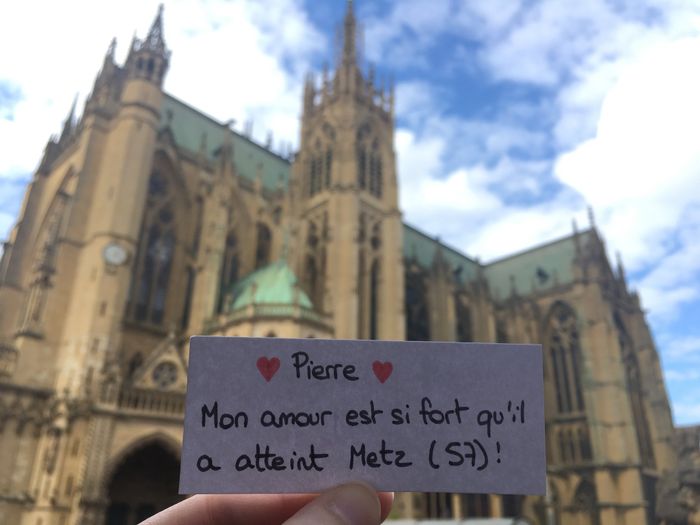 ♥ Pierre ♥
Mon amour est si fort qu'il
a atteint Metz (57)!